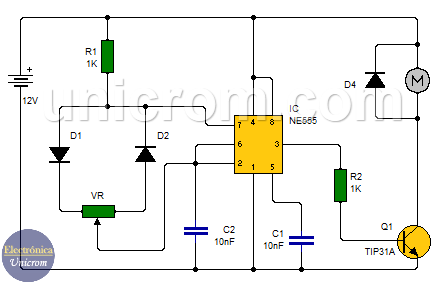 unicrom.com
R1
1K
12V
D1
D2
VR
IC
NE555
7
4
8
6
3
2
1
5
C2
10nF
C1
10nF
R2
1K
D4
M
Q1
TIP31A
Electrónica
Unicrom
+